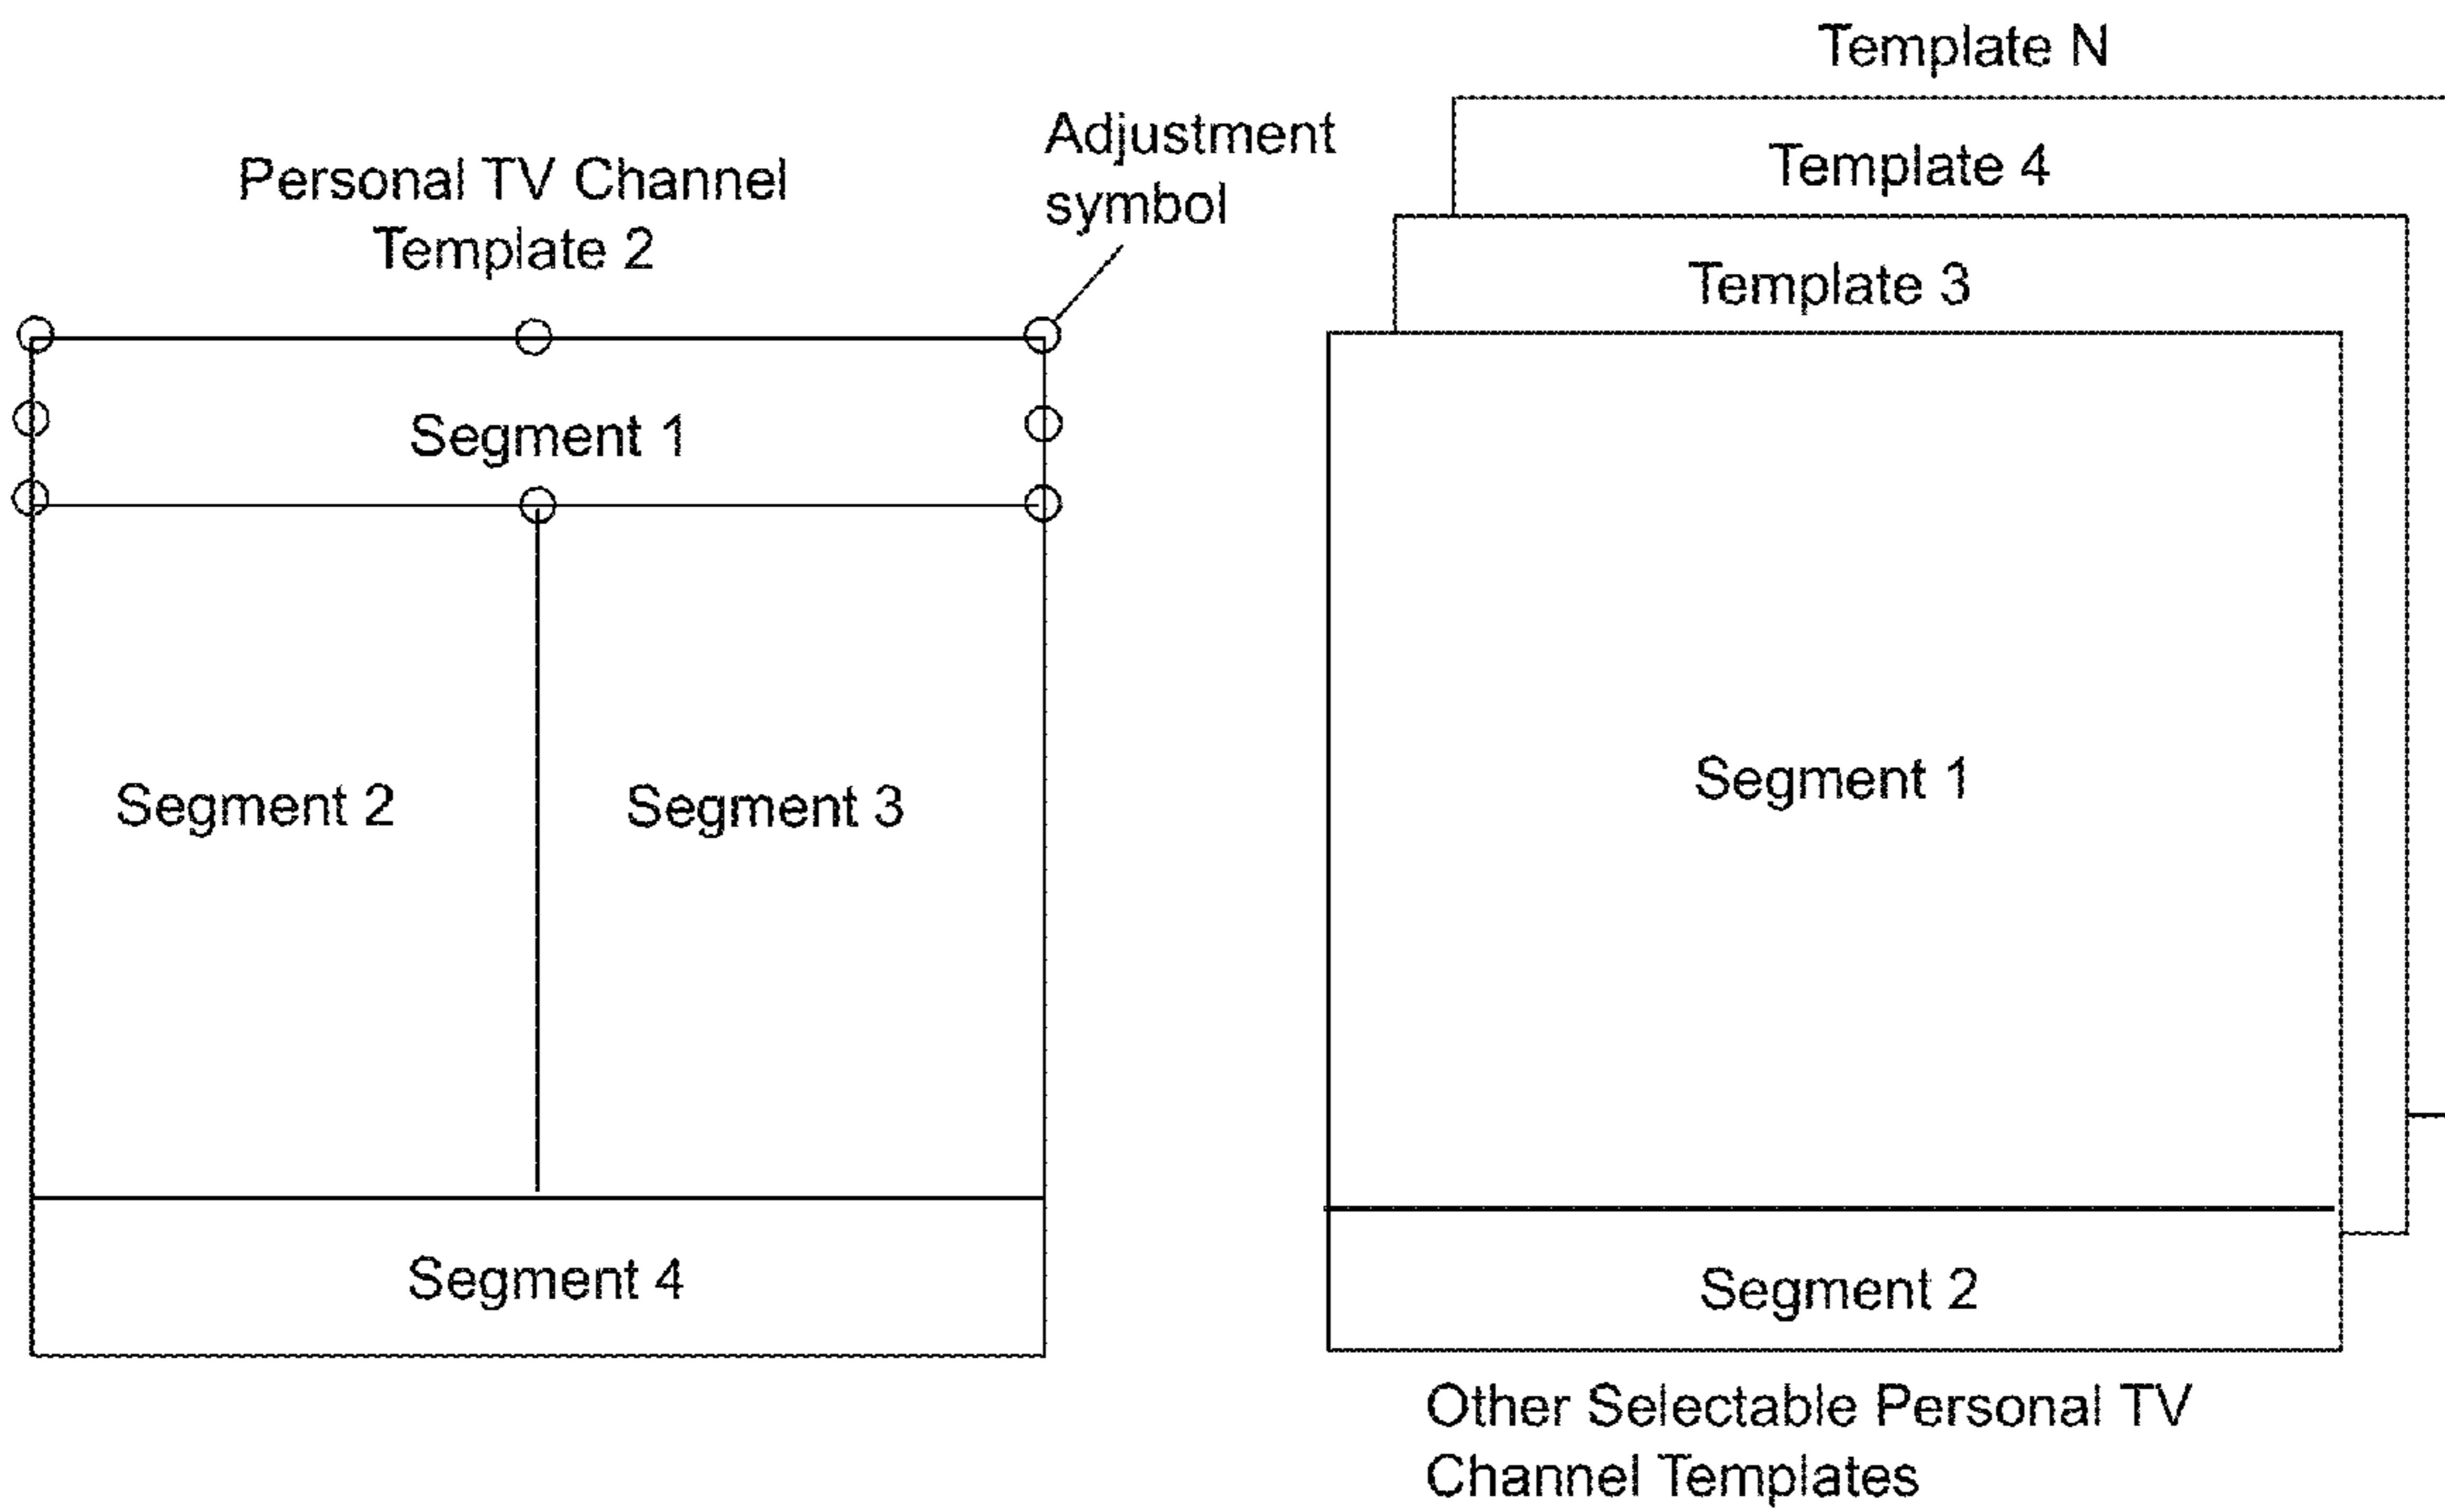 Personal TV Channel
Template 2
Adjustment
symbol
Segment 1
Segment 2
Segment 3
Segment 4
Template N
Template 4
Template 3
Segment 1
Segment 2
Other Selectable Personal TV
Channel Templates